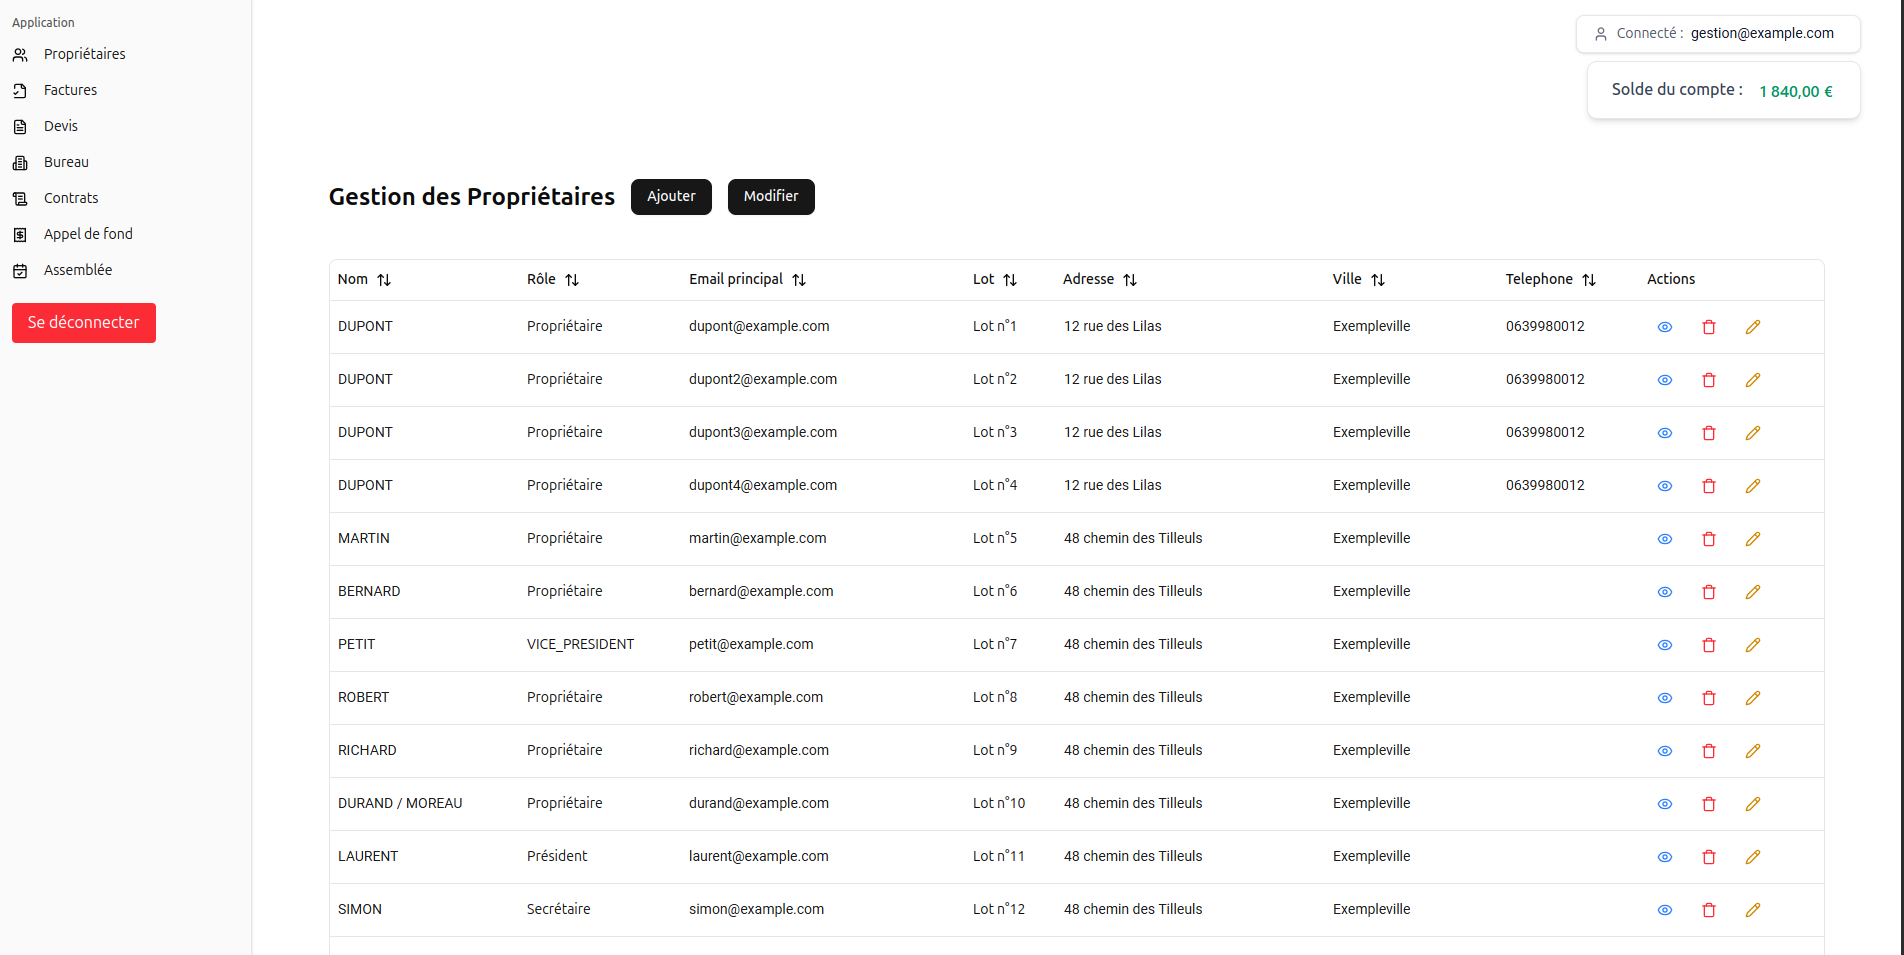 Application
Propriétaires
Factures
Devis
Bureau
Contrats
Appel de fond
Assemblée
Se déconnecter
Connecté : gestion@example.com
Solde du compte : 1 840,00 €
Gestion des Propriétaires Ajouter Modifier
Nom Rôle Email principal Lot Adresse Ville Telephone Actions
DUPONT Propriétaire dupont@example.com Lot n°1 12 rue des Lilas Exempleville 0639980012
DUPONT Propriétaire dupont2@example.com Lot n°2 12 rue des Lilas Exempleville 0639980012
DUPONT Propriétaire dupont3@example.com Lot n°3 12 rue des Lilas Exempleville 0639980012
DUPONT Propriétaire dupont4@example.com Lot n°4 12 rue des Lilas Exempleville 0639980012
MARTIN Propriétaire martin@example.com Lot n°5 48 chemin des Tilleuls Exempleville
BERNARD Propriétaire bernard@example.com Lot n°6 48 chemin des Tilleuls Exempleville
PETIT VICE_PRESIDENT petit@example.com Lot n°7 48 chemin des Tilleuls Exempleville
ROBERT Propriétaire robert@example.com Lot n°8 48 chemin des Tilleuls Exempleville
RICHARD Propriétaire richard@example.com Lot n°9 48 chemin des Tilleuls Exempleville
DURAND / MOREAU Propriétaire durand@example.com Lot n°10 48 chemin des Tilleuls Exempleville
LAURENT Président laurent@example.com Lot n°11 48 chemin des Tilleuls Exempleville
SIMON Secrétaire simon@example.com Lot n°12 48 chemin des Tilleuls Exempleville